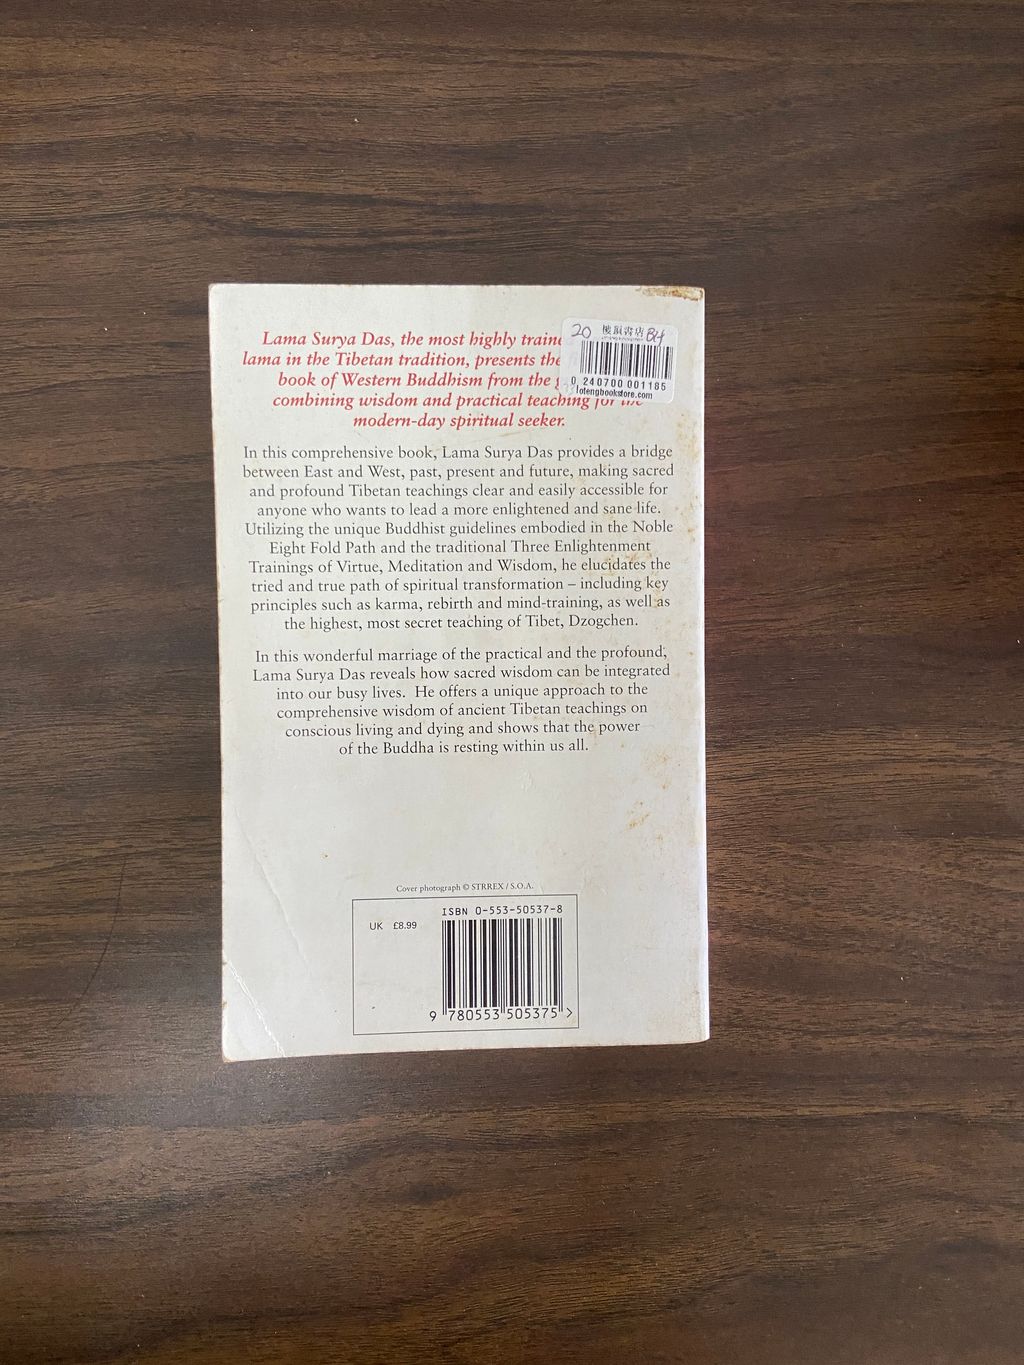 Lama Surya Das, the most highly
lama in the Tibetan tradition, presents the
book of Western Buddhism from the
combining wisdom and practical teaching for the
modern-day spiritual seeker.
20 樓頂書店 BH
0 240700 001185
lotengbookstore.com
In this comprehensive book, Lama Surya Das provides a bridge
between East and West, past, present and future, making sacred
and profound Tibetan teachings clear and easily accessible for
anyone who wants to lead a more enlightened and sane life.
Utilizing the unique Buddhist guidelines embodied in the Noble
Eight Fold Path and the traditional Three Enlightenment
Trainings of Virtue, Meditation and Wisdom, he elucidates the
tried and true path of spiritual transformation – including key
principles such as karma, rebirth and mind-training, as well as
the highest, most secret teaching of Tibet, Dzogchen.
In this wonderful marriage of the practical and the profound,
Lama Surya Das reveals how sacred wisdom can be integrated
into our busy lives. He offers a unique approach to the
comprehensive wisdom of ancient Tibetan teachings on
conscious living and dying and shows that the power
of the Buddha is resting within us all.
Cover photograph © STRREX / S.O.A.
ISBN 0-553-50537-8
UK £8.99
9 780553 505375 >